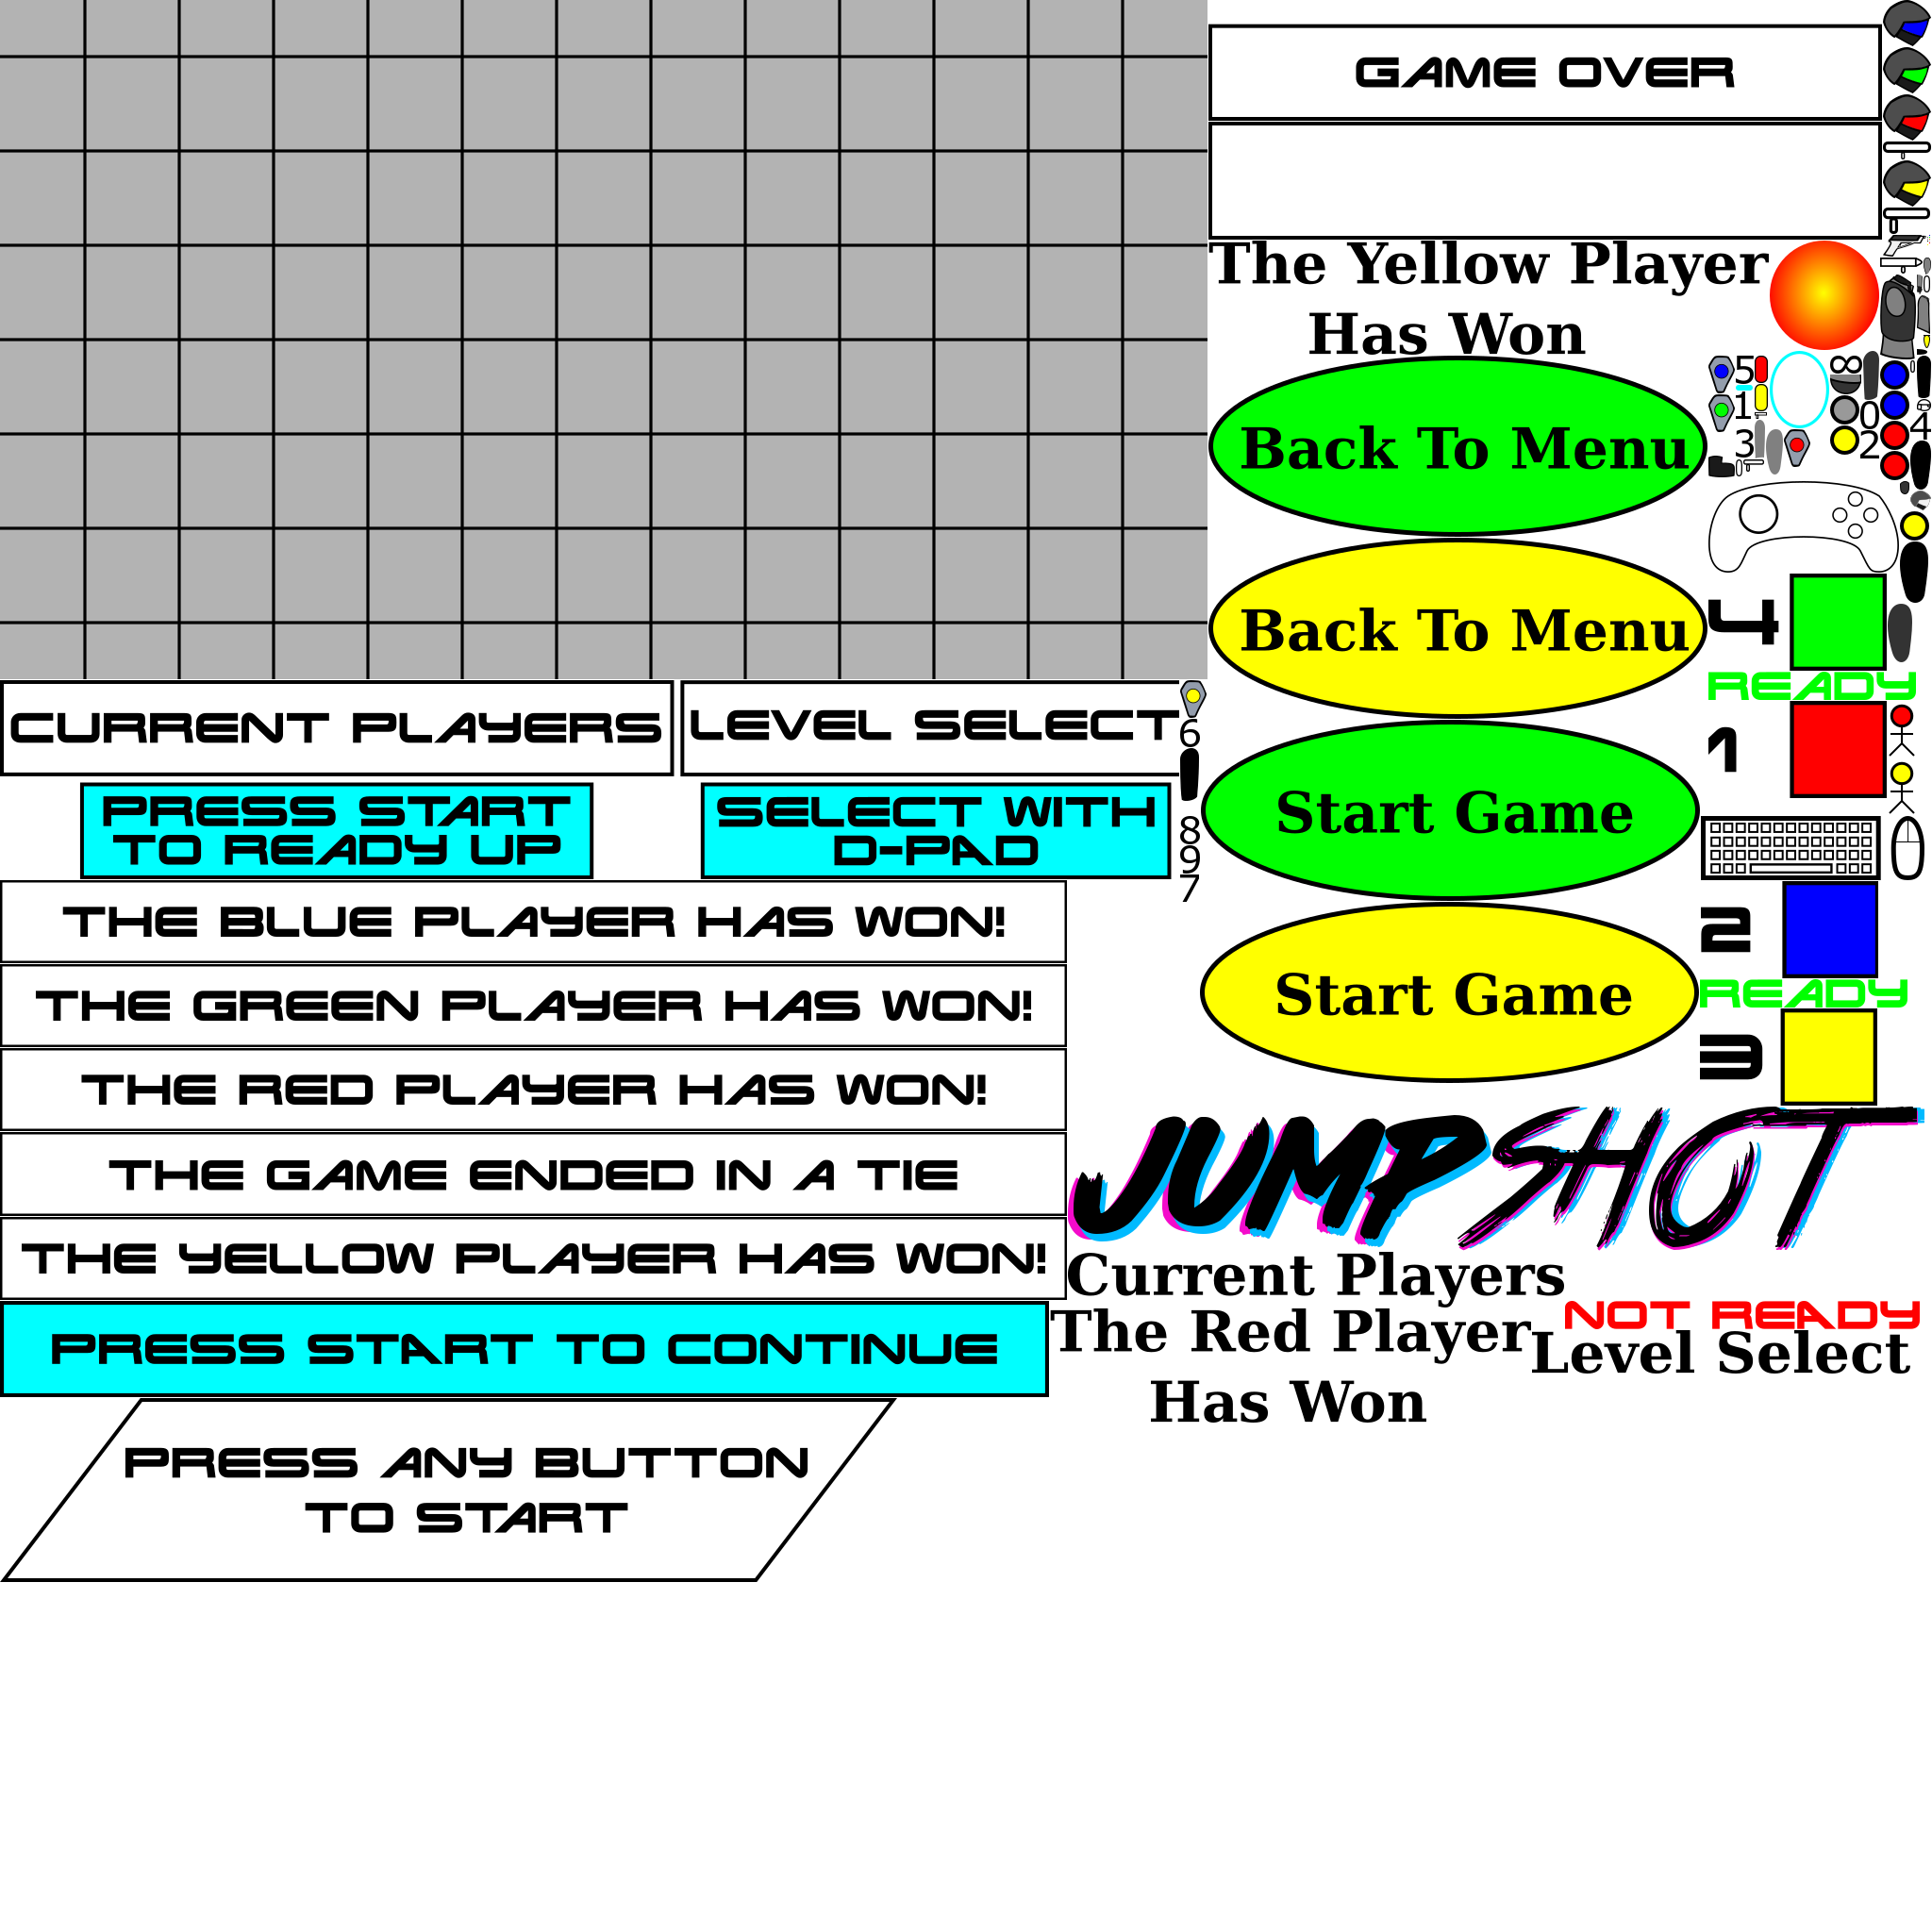 GAME OVER
The Yellow Player
Has Won
5
1
3
8
0
2
4
Back To Menu
Back To Menu
4
READY
1
CURRENT PLAYERS
LEVEL SELECT
6
PRESS START
TO READY UP
SELECT WITH
D-PAD
8
9
7
Start Game
THE BLUE PLAYER HAS WON!
2
READY
THE GREEN PLAYER HAS WON!
Start Game
3
THE RED PLAYER HAS WON!
THE GAME ENDED IN A TIE
JUMPSHOT
THE YELLOW PLAYER HAS WON!
Current Players
NOT READY
The Red Player
Has Won
Level Select
PRESS START TO CONTINUE
PRESS ANY BUTTON
TO START